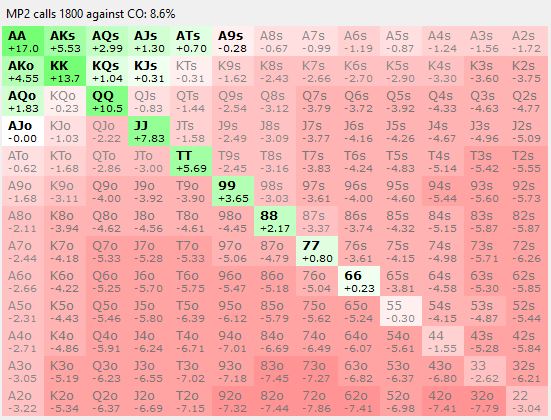 MP2 calls 1800 against CO: 8.6%
AA AKs AQs AJs ATs A9s A8s A7s A6s A5s A4s A3s A2s
+17.0 +5.53 +2.99 +1.30 +0.70 -0.28 -0.67 -0.99 -1.19 -0.87 -1.24 -1.56 -1.72
AKo KK KQs KJs KTs K9s K8s K7s K6s K5s K4s K3s K2s
+4.55 +13.7 +1.04 +0.31 -0.31 -1.62 -2.43 -2.66 -2.70 -2.90 -3.30 -3.60 -3.75
AQo KQo QQ QJs QTs Q9s Q8s Q7s Q6s Q5s Q4s Q3s Q2s
+1.83 -0.23 +10.5 -0.83 -1.44 -2.54 -3.12 -3.79 -3.72 -3.92 -4.33 -4.63 -4.77
AJo KJo QJo JJ JTs J9s J8s J7s J6s J5s J4s J3s J2s
-0.00 -1.03 -2.22 +7.83 -1.58 -2.49 -3.09 -3.77 -4.16 -4.26 -4.67 -4.96 -5.09
ATo KTo QTo JTo TT T9s T8s T7s T6s T5s T4s T3s T2s
-0.62 -1.68 -2.86 -3.00 +5.69 -2.45 -3.16 -3.83 -4.24 -4.83 -5.14 -5.42 -5.55
A9o K9o Q9o J9o T9o 99 98s 97s 96s 95s 94s 93s 92s
-1.68 -3.11 -4.00 -3.92 -3.90 +3.65 -3.03 -3.61 -4.00 -4.60 -5.44 -5.60 -5.73
A8o K8o Q8o J8o T8o 98o 88 87s 86s 85s 84s 83s 82s
-2.11 -3.94 -4.62 -4.56 -4.61 -4.45 +2.17 -3.37 -3.74 -4.32 -5.15 -5.87 -5.87
A7o K7o Q7o J7o T7o 97o 87o 77 76s 75s 74s 73s 72s
-2.44 -4.18 -5.33 -5.28 -5.33 -5.06 -4.79 +0.80 -3.61 -4.15 -4.98 -5.71 -6.26
A6o K6o Q6o J6o T6o 96o 86o 76o 66 65s 64s 63s 62s
-2.66 -4.22 -5.25 -5.70 -5.75 -5.47 -5.18 -5.04 +0.23 -3.81 -4.58 -5.30 -5.85
A5o K5o Q5o J5o T5o 95o 85o 75o 65o 55 54s 53s 52s
-2.31 -4.43 -5.46 -5.80 -6.39 -6.12 -5.79 -5.62 -5.24 -0.30 -4.15 -4.87 -5.44
A4o K4o Q4o J4o T4o 94o 84o 74o 64o 54o 44 43s 42s
-2.71 -4.86 -5.91 -6.24 -6.71 -7.01 -6.69 -6.49 -6.07 -5.61 -1.55 -5.28 -5.84
A3o K3o Q3o J3o T3o 93o 83o 73o 63o 53o 43o 33 32s
-3.05 -5.19 -6.23 -6.55 -7.02 -7.18 -7.45 -7.27 -6.82 -6.37 -6.80 -2.62 -6.21
A2o K2o Q2o J2o T2o 92o 82o 72o 62o 52o 42o 32o 22
-3.22 -5.34 -6.37 -6.69 -7.15 -7.32 -7.44 -7.86 -7.41 -6.98 -7.41 -7.79 -3.04